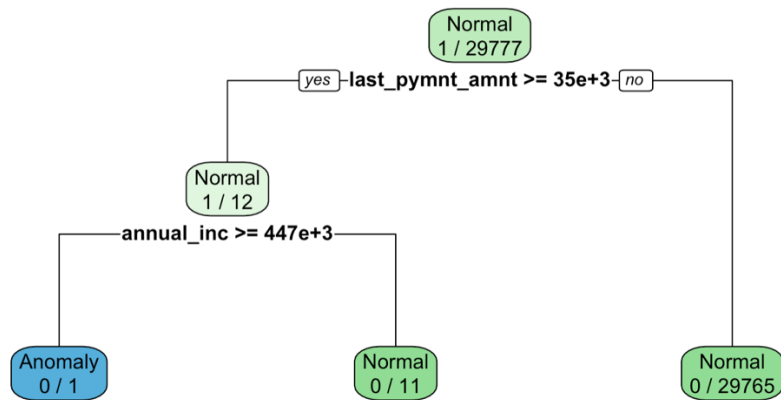 Normal
1 / 29777
yes last_pymnt_amnt >= 35e+3 no
Normal
1 / 12
annual_inc >= 447e+3
Anomaly
0 / 1
Normal
0 / 11
Normal
0 / 29765